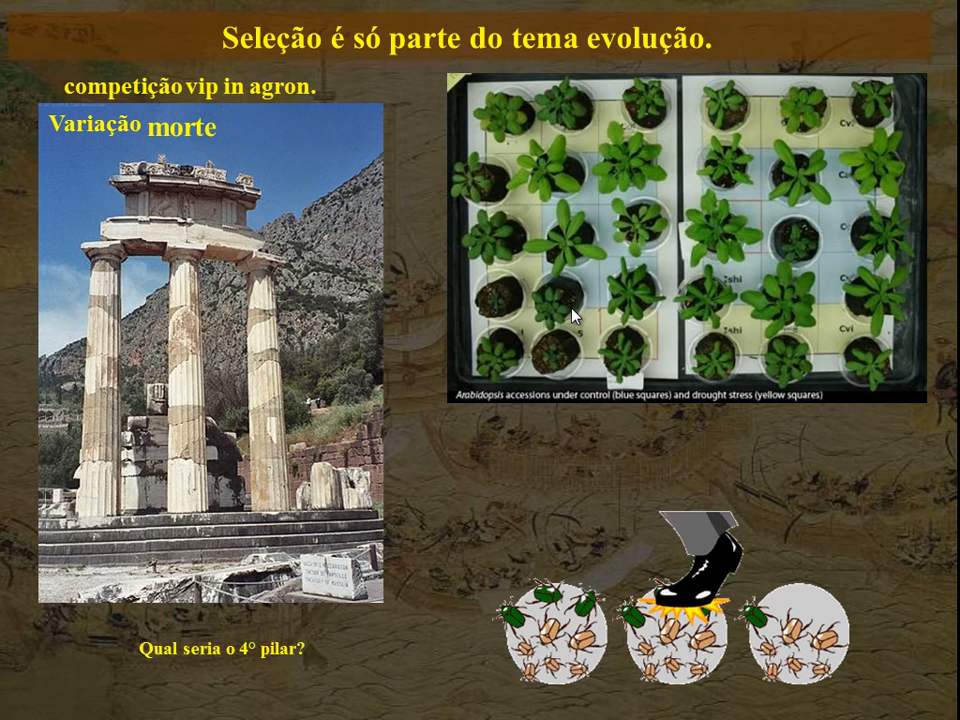 Seleção é só parte do tema evolução.
competição vip in agron.
Variação morte
Cvi
Cvi
shi
Cvi
Arabidopsis accessions under control (blue squares) and drought stress (yellow squares)
Qual seria o 4° pilar?